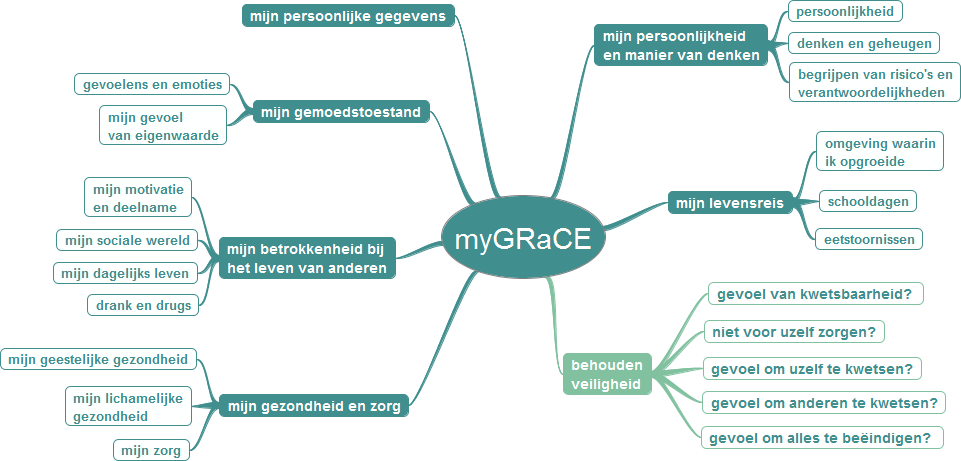 mijn persoonlijke gegevens
gevoelens en emoties
mijn gemoedstoestand
mijn gevoel
van eigenwaarde
mijn motivatie
en deelname
mijn sociale wereld
mijn betrokkenheid bij
het leven van anderen
mijn dagelijks leven
drank en drugs
mijn geestelijke gezondheid
mijn lichamelijke
gezondheid
mijn gezondheid en zorg
mijn zorg
myGRaCE
mijn persoonlijkheid
en manier van denken
persoonlijkheid
denken en geheugen
begrijpen van risico's en
verantwoordelijkheden
mijn levensreis
omgeving waarin
ik opgroeide
schooldagen
eetstoornissen
behouden
veiligheid
gevoel van kwetsbaarheid?
niet voor uzelf zorgen?
gevoel om uzelf te kwetsen?
gevoel om anderen te kwetsen?
gevoel om alles te beëindigen?